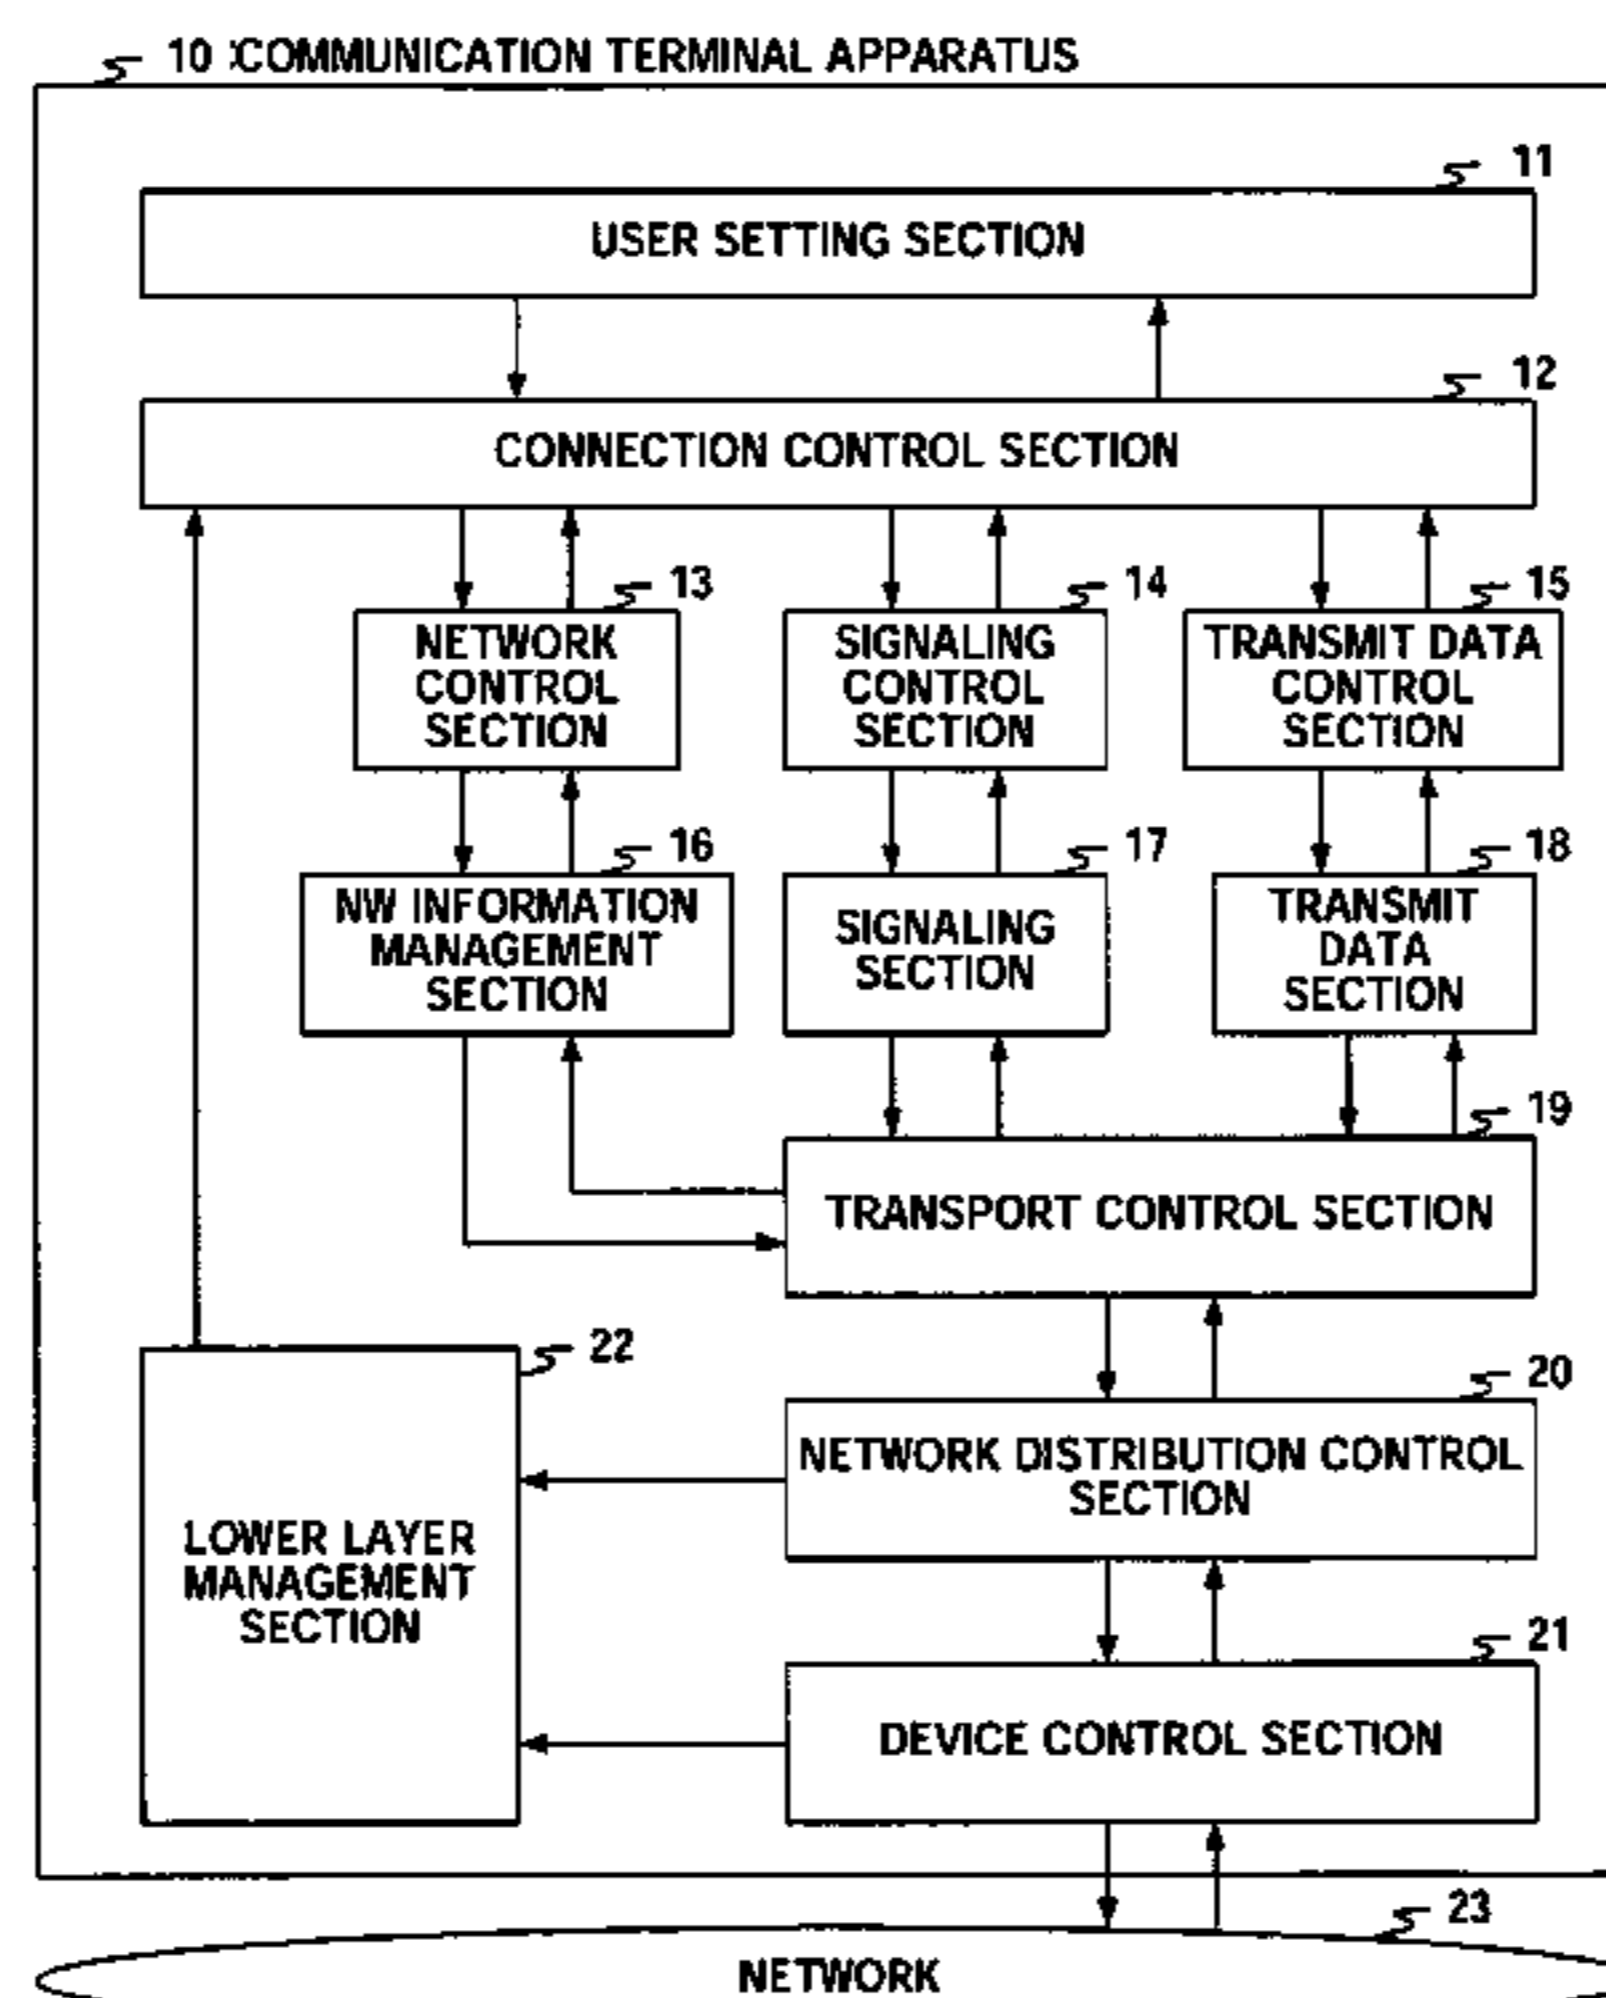 10 :COMMUNICATION TERMINAL APPARATUS
11
USER SETTING SECTION
12
CONNECTION CONTROL SECTION
13
NETWORK
CONTROL
SECTION
14
SIGNALING
CONTROL
SECTION
15
TRANSMIT DATA
CONTROL
SECTION
16
NW INFORMATION
MANAGEMENT
SECTION
17
SIGNALING
SECTION
18
TRANSMIT
DATA
SECTION
19
TRANSPORT CONTROL SECTION
22
LOWER LAYER
MANAGEMENT
SECTION
20
NETWORK DISTRIBUTION CONTROL
SECTION
21
DEVICE CONTROL SECTION
23
NETWORK